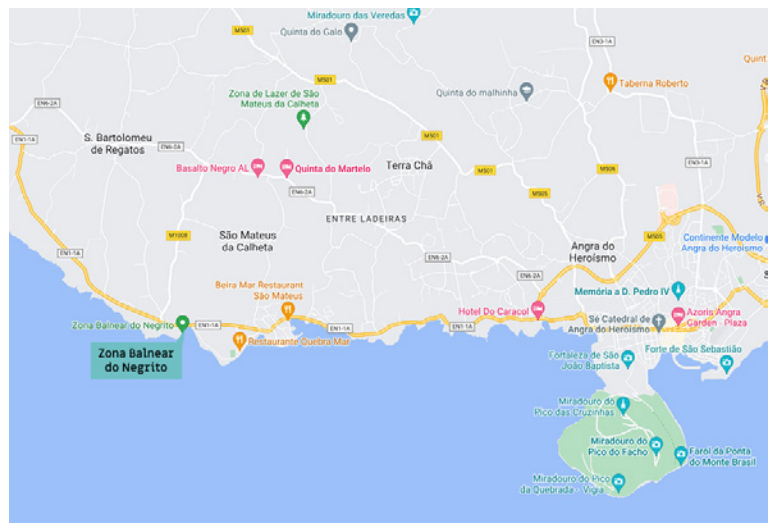 Miradouro das Veredas
M501
Quinta do Galo
EN3-1A
Quint
Taberna Roberto
Zona de Lazer de São
Mateus da Calheta
Quinta do malhinha
EN6-2A
EN1-1A
S. Bartolomeu
de Regatos
EN6-2A
M501
M501
EN3-1A
Basalto Negro AL
Quinta do Martelo
Terra Chã
M501
M506
EN6-2A
M505
ENTRE LADEIRAS
M1008
São Mateus
da Calheta
M505
Angra do
Heroísmo
Continente Modelo
Angra do Heroísmo
EN1-1A
EN6-2A
S
Beira Mar Restaurant
São Mateus
Memória a D. Pedro IV
Hotel Do Caracol
Azoris Angra
Garden - Plaza
Sé Catedral de
Angra do Heroísmo
Zona Balnear do Negrito
EN1-1A
EN1-1A
EN1-1A
Restaurante Quebra Mar
Zona Balnear
do Negrito
Fortaleza de São
João Baptista
Forte de São Sebastião
Miradouro do
Pico das Cruzinhas
Miradouro do
Pico do Facho
Farol da Ponta
do Monte Brasil
Miradouro do Pico
da Quebrada - Vigia